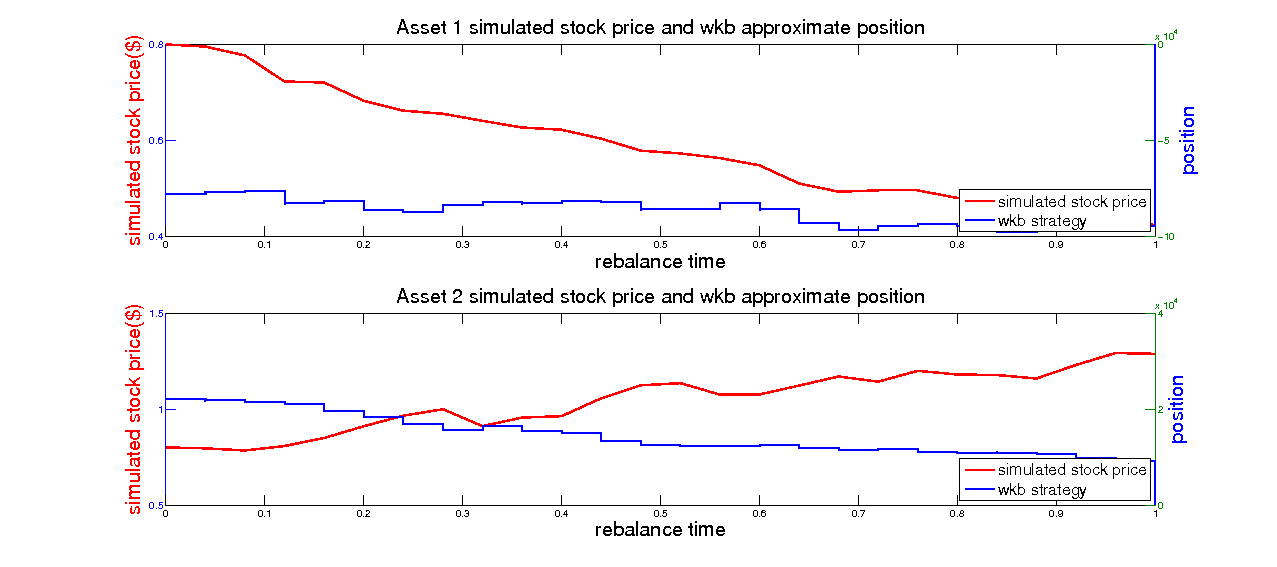 Asset 1 simulated stock price and wkb approximate position
x 10^4
simulated stock price($)
0.8
0.6
0.4
0
-5
-10
position
simulated stock price
wkb strategy
0 0.1 0.2 0.3 0.4 0.5 0.6 0.7 0.8 0.9 1
rebalance time
Asset 2 simulated stock price and wkb approximate position
x 10^4
simulated stock price($)
1.5
1
0.5
4
2
0
position
simulated stock price
wkb strategy
0 0.1 0.2 0.3 0.4 0.5 0.6 0.7 0.8 0.9 1
rebalance time